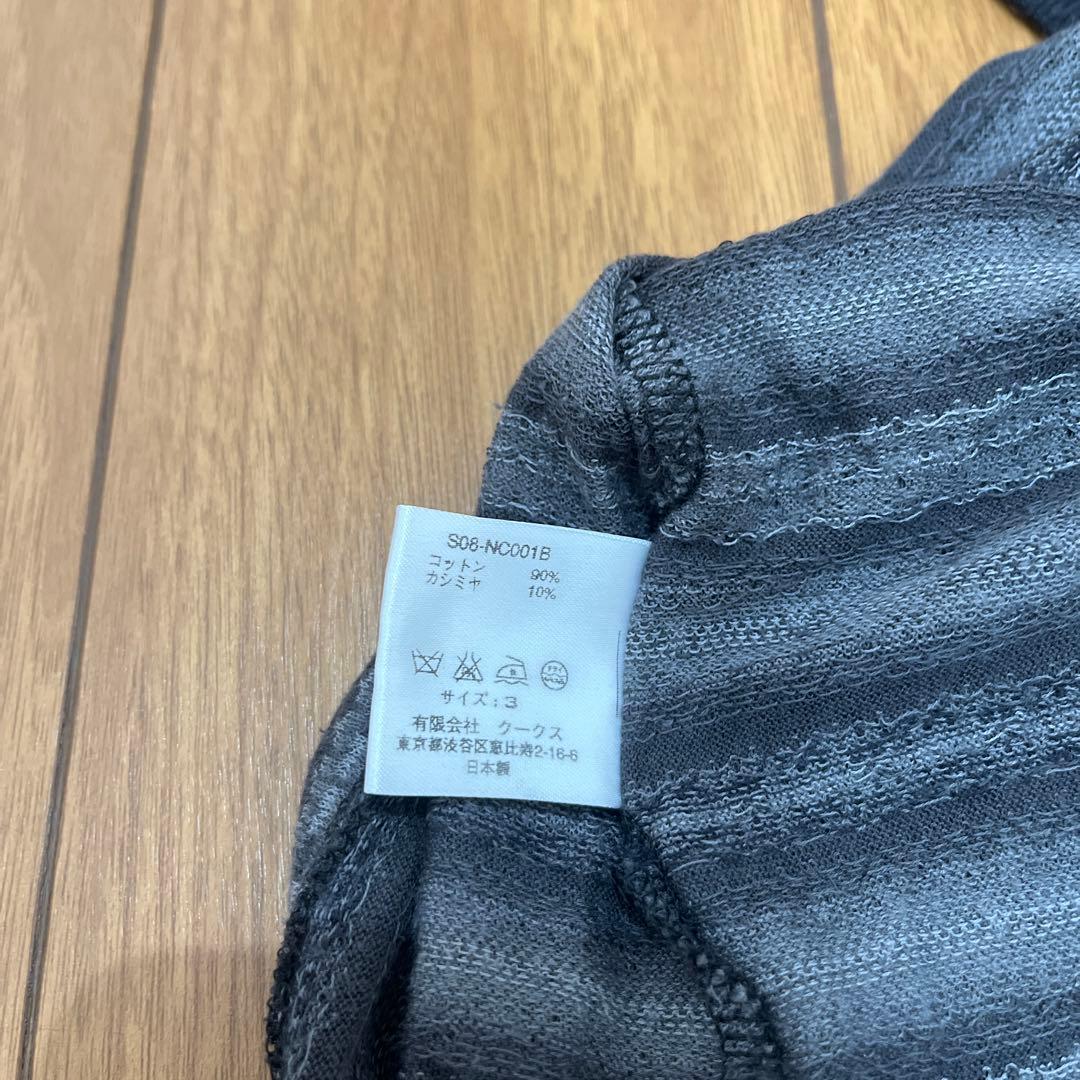 S08-NC001B
コットン 90%
カシミヤ 10%
サイズ：3
有限会社 クークス
東京都渋谷区恵比寿2-16-6
日本製